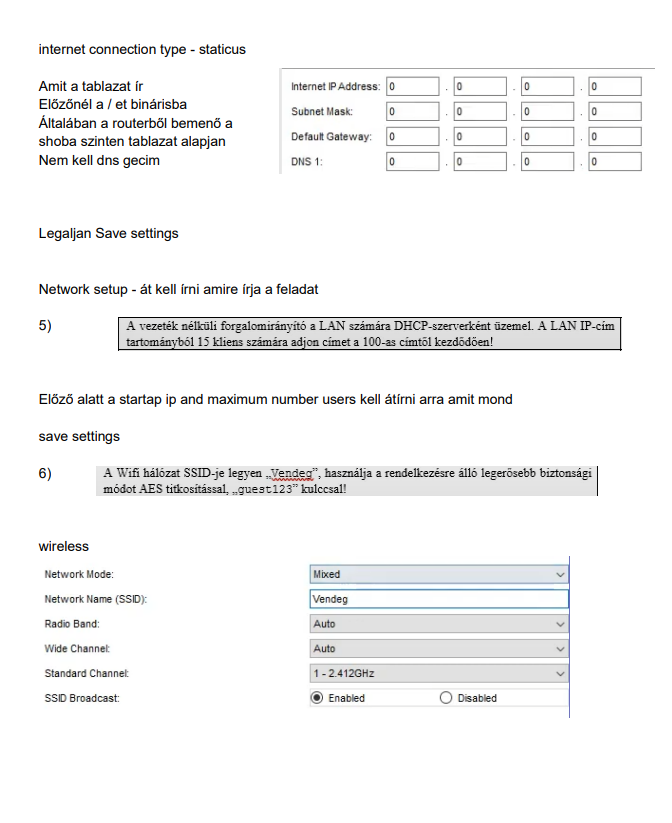 internet connection type - staticus
Amit a tablazat ír
Előzőnél a / et binárisba
Általában a routerből bemenő a
shoba szinten tablazat alapjan
Nem kell dns gecim
Internet IP Address: 0 . 0 . 0 . 0
Subnet Mask: 0 . 0 . 0 . 0
Default Gateway: 0 . 0 . 0 . 0
DNS 1: 0 . 0 . 0 . 0
Legaljan Save settings
Network setup - át kell írni amire írja a feladat
5)
A vezeték nélküli forgalomirányító a LAN számára DHCP-szerverként üzemel. A LAN IP-cím
tartományból 15 kliens számára adjon címet a 100-as címtől kezdődően!
Előző alatt a startap ip and maximum number users kell átírni arra amit mond
save settings
6)
A Wifi hálózat SSID-je legyen „Vendeg”, használja a rendelkezésre álló legerősebb biztonsági
módot AES titkosítással, „guest123” kulccsal!
wireless
Network Mode: Mixed
Network Name (SSID): Vendeg
Radio Band: Auto
Wide Channel: Auto
Standard Channel: 1 - 2.412GHz
SSID Broadcast: Enabled Disabled